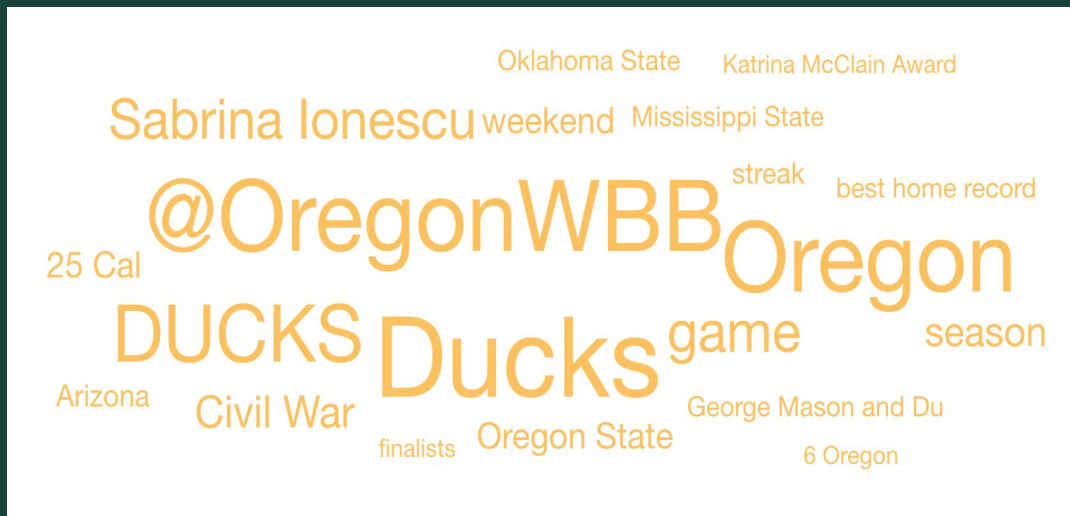 Oklahoma State
Katrina McClain Award
Sabrina Ionescu
weekend
Mississippi State
streak
best home record
@OregonWBB
Oregon
25 Cal
DUCKS
Ducks
game
season
Arizona
Civil War
George Mason and Du
finalists
Oregon State
6 Oregon